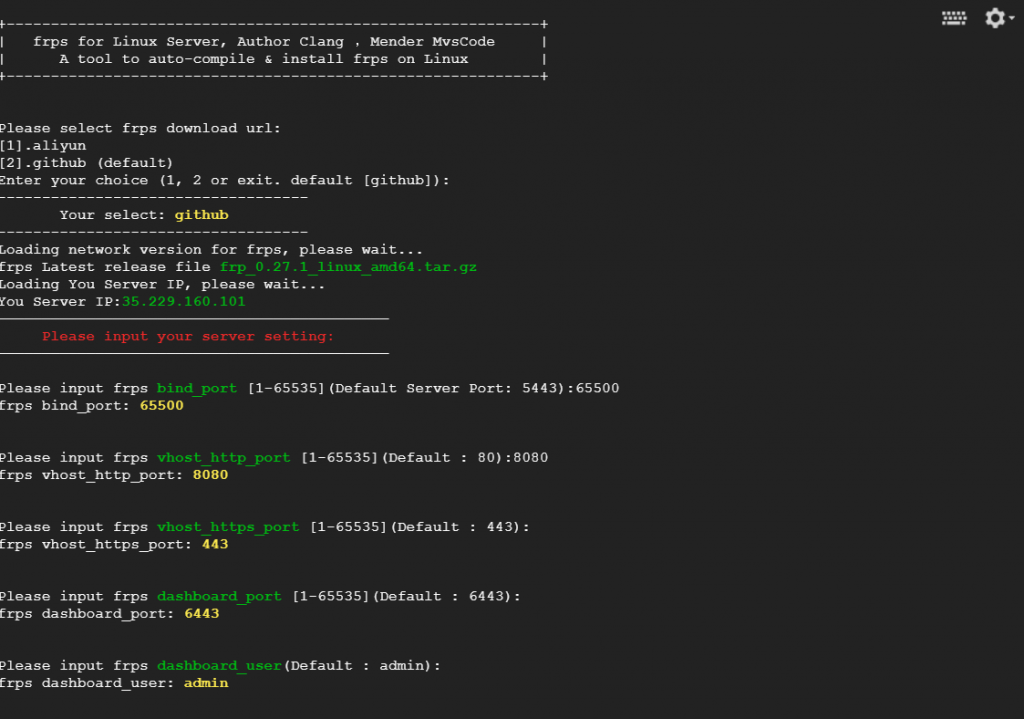 +------------------------------------------------------------+
|   frps for Linux Server, Author Clang , Mender MvsCode     |
|      A tool to auto-compile & install frps on Linux        |
+------------------------------------------------------------+
Please select frps download url:
[1].aliyun
[2].github (default)
Enter your choice (1, 2 or exit. default [github]):
-----------------------------------
       Your select: github
-----------------------------------
Loading network version for frps, please wait...
frps Latest release file frp_0.27.1_linux_amd64.tar.gz
Loading You Server IP, please wait...
You Server IP:35.229.160.101
____________________________________________
     Please input your server setting:
____________________________________________
Please input frps bind_port [1-65535](Default Server Port: 5443):65500
frps bind_port: 65500
Please input frps vhost_http_port [1-65535](Default : 80):8080
frps vhost_http_port: 8080
Please input frps vhost_https_port [1-65535](Default : 443):
frps vhost_https_port: 443
Please input frps dashboard_port [1-65535](Default : 6443):
frps dashboard_port: 6443
Please input frps dashboard_user(Default : admin):
frps dashboard_user: admin